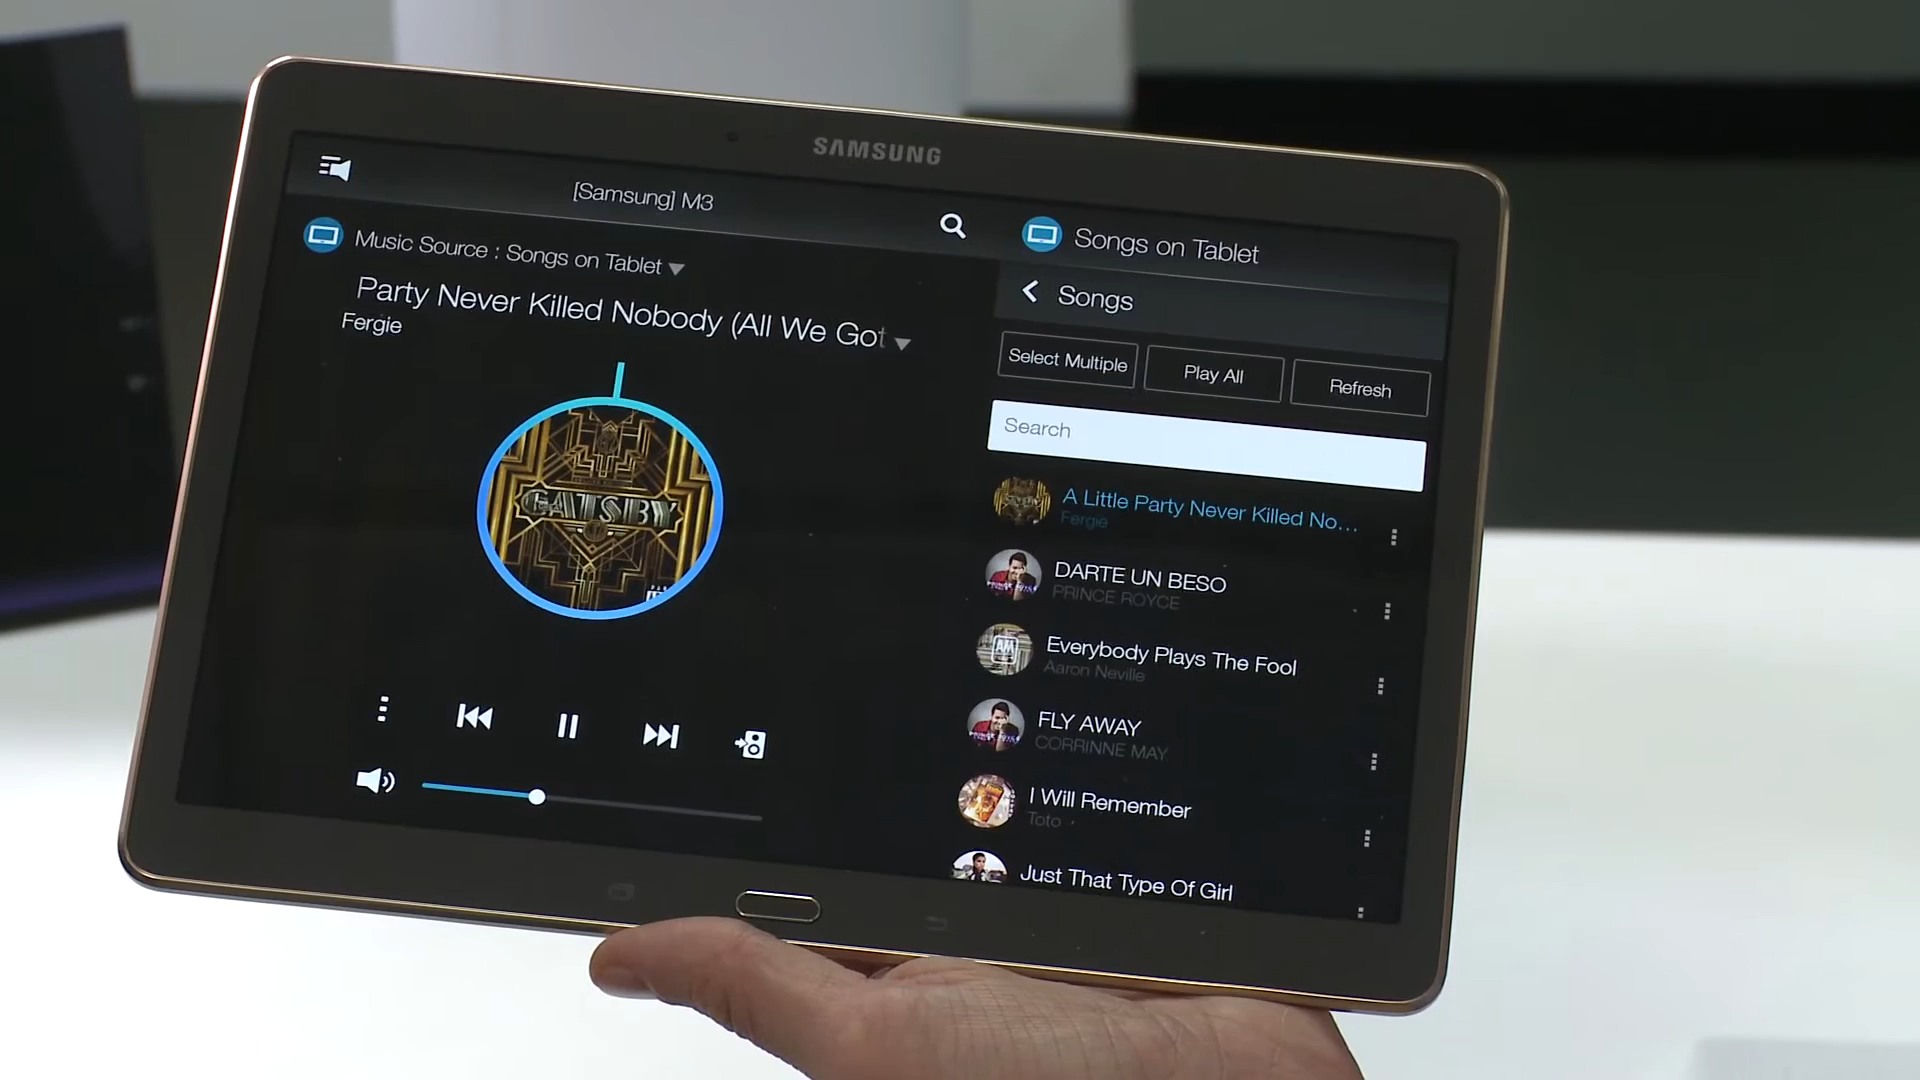 SAMSUNG
[Samsung] M3
Music Source : Songs on Tablet
Party Never Killed Nobody (All We Got
Fergie
GATSBY
Songs on Tablet
Songs
Select Multiple
Play All
Refresh
Search
A Little Party Never Killed No...
Fergie
DARTE UN BESO
PRINCE ROYCE
Everybody Plays The Fool
Aaron Neville
FLY AWAY
CORRINNE MAY
I Will Remember
Toto
Just That Type Of Girl